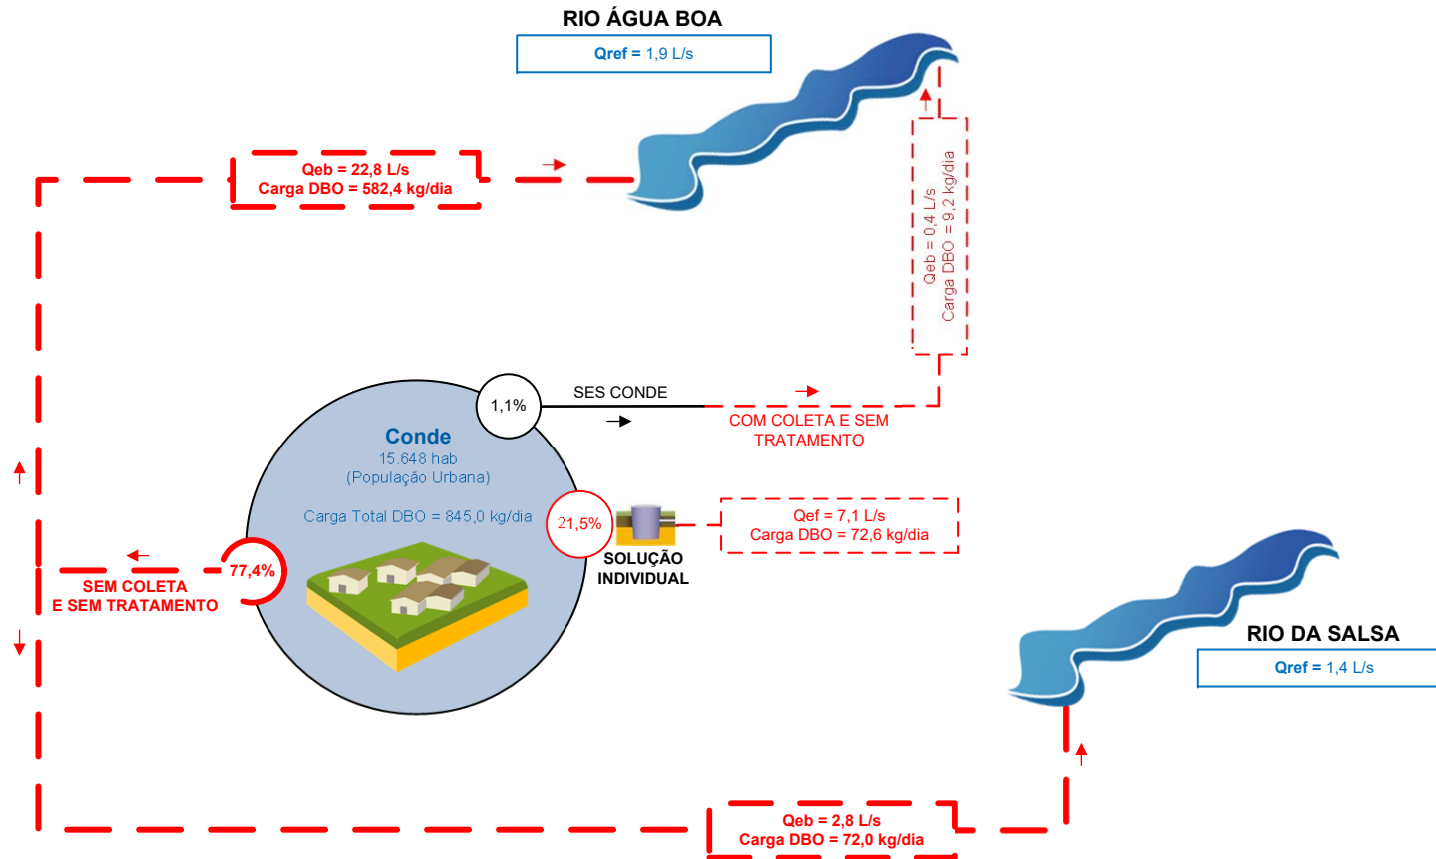 RIO ÁGUA BOA
Qref = 1,9 L/s
Qeb = 22,8 L/s
Carga DBO = 582,4 kg/dia
Qeb = 0,4 L/s
Carga DBO = 9,2 kg/dia
1,1%
SES CONDE
COM COLETA E SEM
TRATAMENTO
Conde
15.648 hab
(População Urbana)
Carga Total DBO = 845,0 kg/dia
21,5%
SOLUÇÃO
INDIVIDUAL
Qef = 7,1 L/s
Carga DBO = 72,6 kg/dia
77,4%
SEM COLETA
E SEM TRATAMENTO
RIO DA SALSA
Qref = 1,4 L/s
Qeb = 2,8 L/s
Carga DBO = 72,0 kg/dia